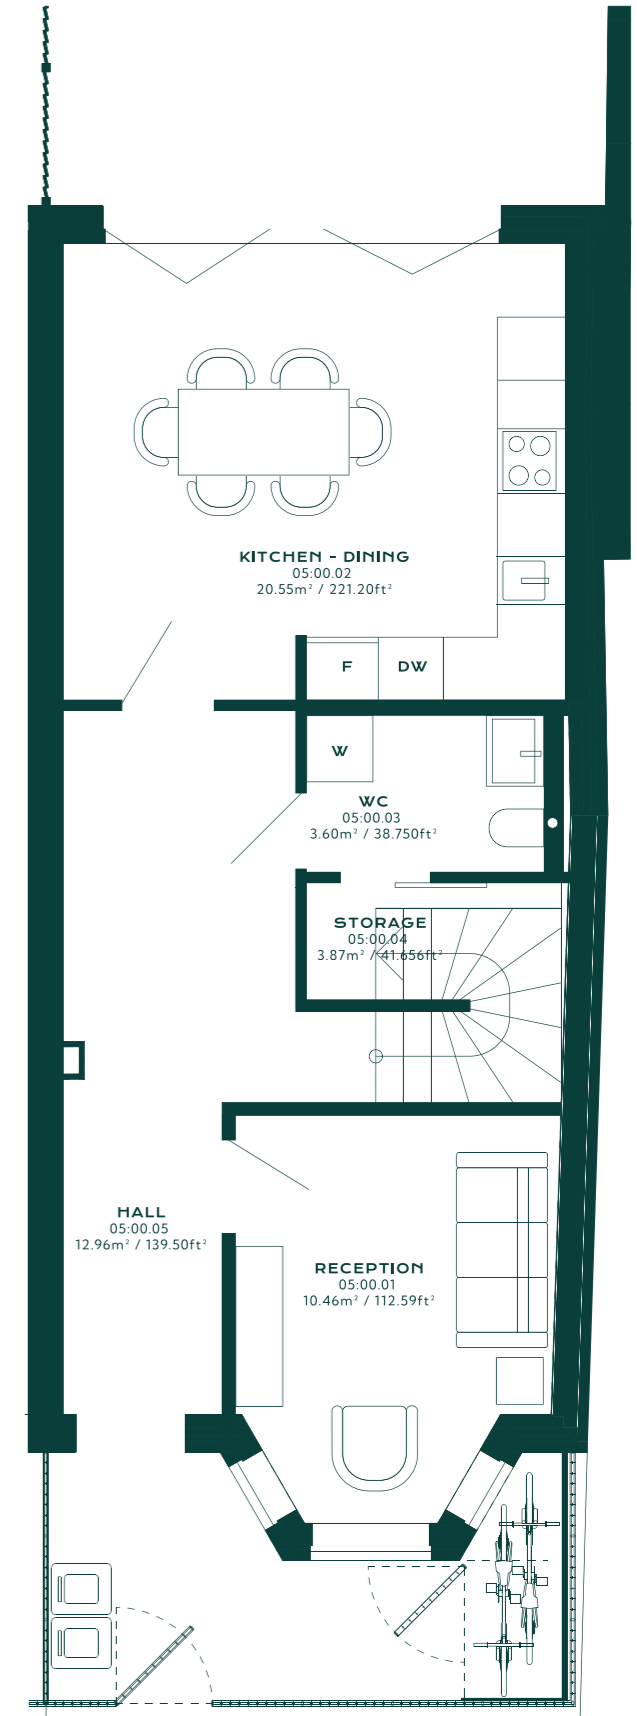 KITCHEN - DINING
05:00.02
20.55m² / 221.20ft²
F
DW
W
WC
05:00.03
3.60m² / 38.750ft²
STORAGE
05:00.04
3.87m² / 41.656ft²
HALL
05:00.05
12.96m² / 139.50ft²
RECEPTION
05:00.01
10.46m² / 112.59ft²